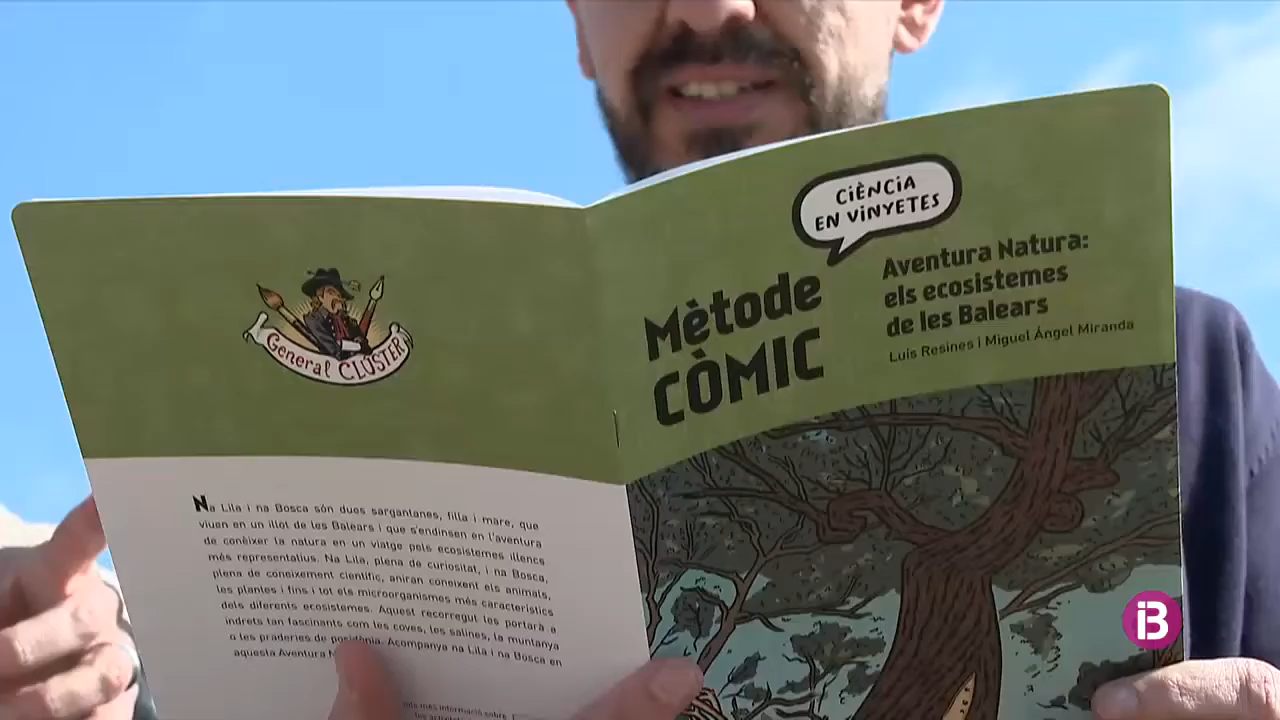 General CLÚSTER
Na Lila i na Bosca són dues sargantanes, filla i mare, que
viuen en un illot de les Balears i que s'endinsen en l'aventura
de conèixer la natura en un viatge pels ecosistemes illencs
més representatius. Na Lila, plena de curiositat, i na Bosca,
plena de coneixement científic, aniran coneixent els animals,
les plantes i fins i tot els microorganismes més característics
dels diferents ecosistemes. Aquest recorregut les portarà a
indrets tan fascinants com les coves, les salines, la muntanya
o les praderies de posidònia. Acompanya na Lila i na Bosca en
aquesta Aventura
més informació sobre
CIÈNCIA
EN VINYETES
Mètode
CÒMIC
Aventura Natura:
els ecosistemes
de les Balears
Luis Resines i Miguel Ángel Miranda
IB3